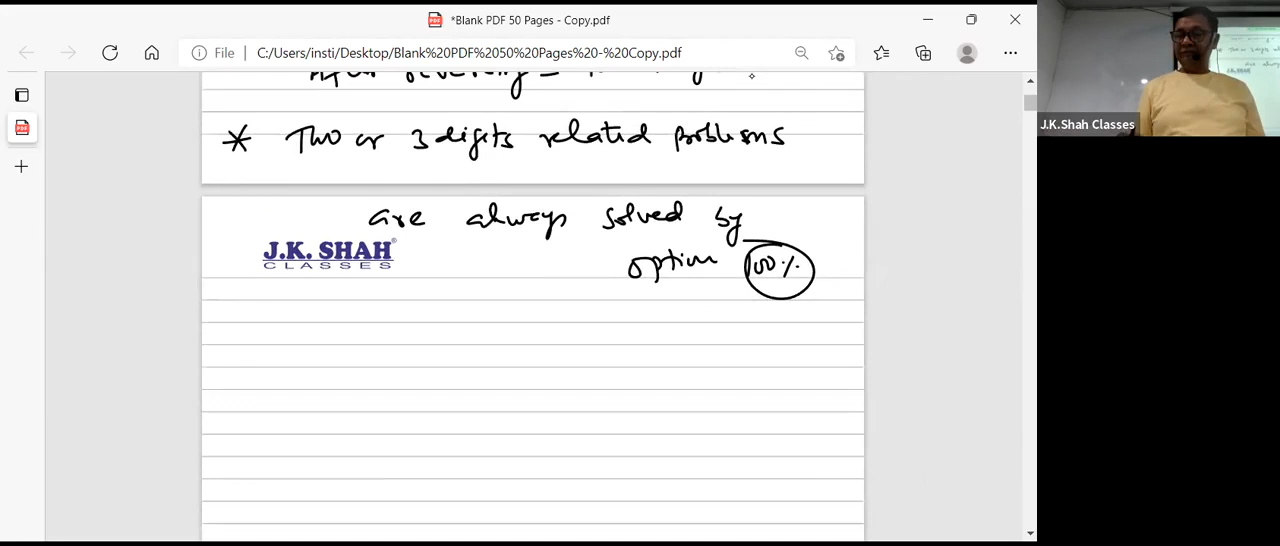 *Blank PDF 50 Pages - Copy.pdf
File C:/Users/insti/Desktop/Blank%20PDF%2050%20Pages%20-%20Copy.pdf
After
* Two or 3 digits related problems
are always solved by
option 100%
J.K. SHAH®
CLASSES
J.K.Shah Classes